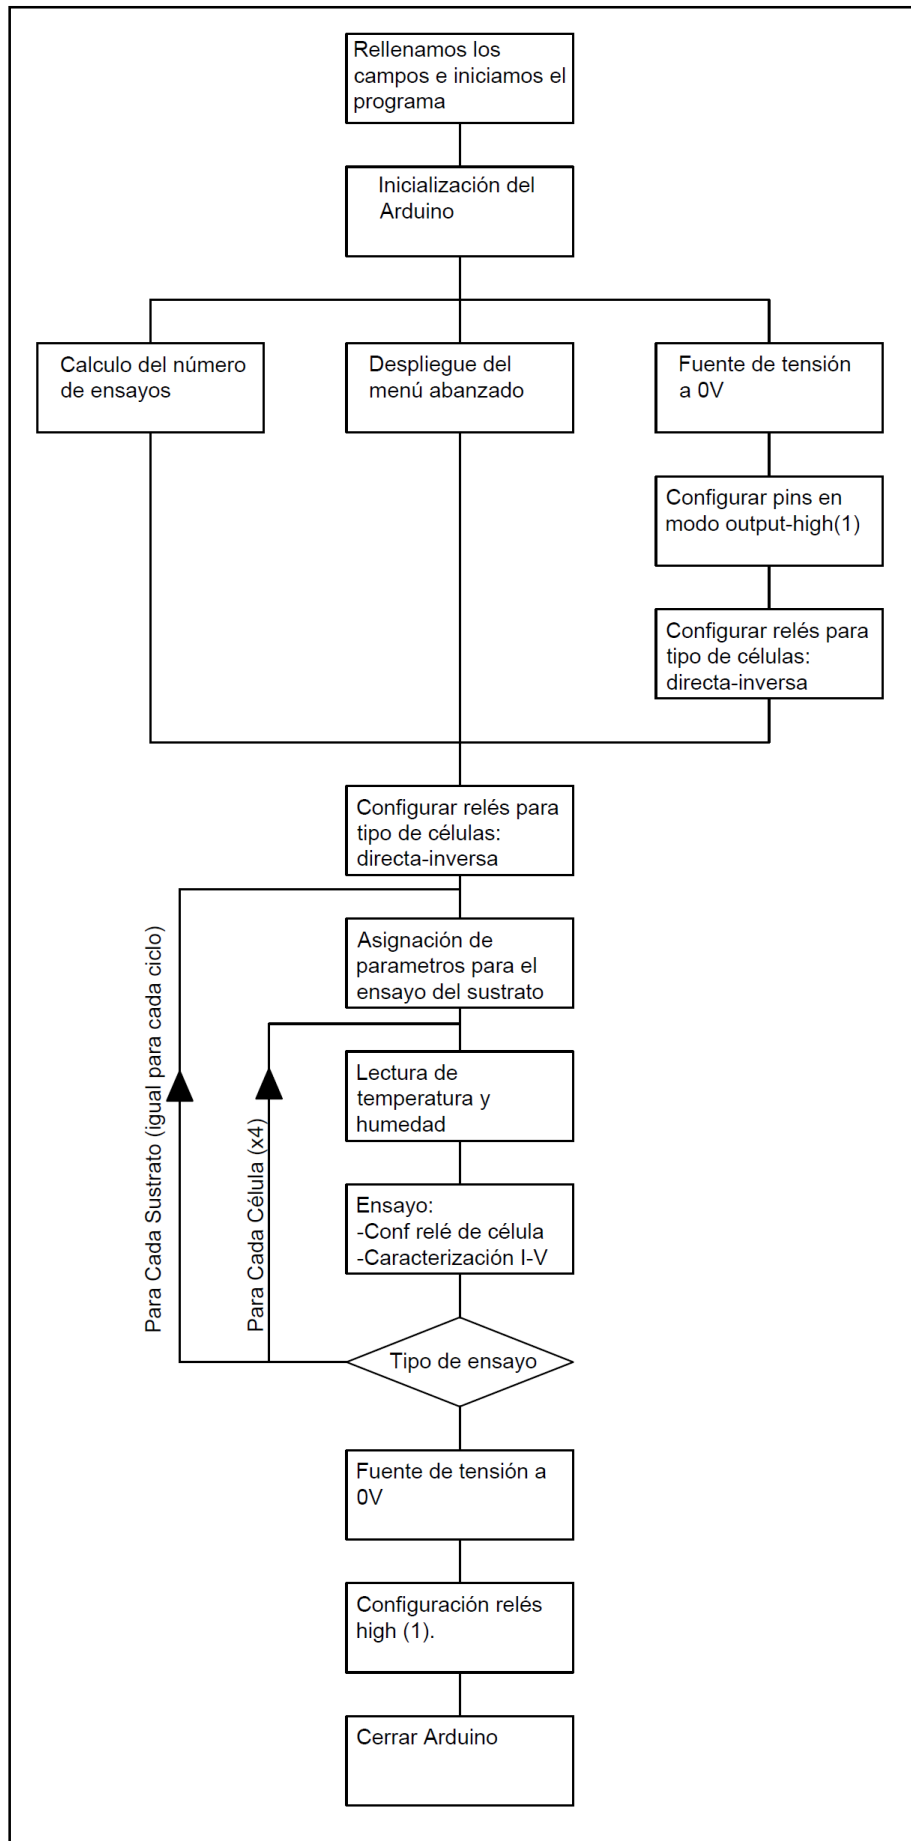 Rellenamos los
campos e iniciamos el
programa
Inicialización del
Arduino
Calculo del número
de ensayos
Despliegue del
menú abanzado
Fuente de tensión
a 0V
Configurar pins en
modo output-high(1)
Configurar relés para
tipo de células:
directa-inversa
Configurar relés para
tipo de células:
directa-inversa
Asignación de
parametros para el
ensayo del sustrato
Para Cada Sustrato (igual para cada ciclo)
Para Cada Célula (x4)
Lectura de
temperatura y
humedad
Ensayo:
-Conf relé de célula
-Caracterización I-V
Tipo de ensayo
Fuente de tensión a
0V
Configuración relés
high (1).
Cerrar Arduino